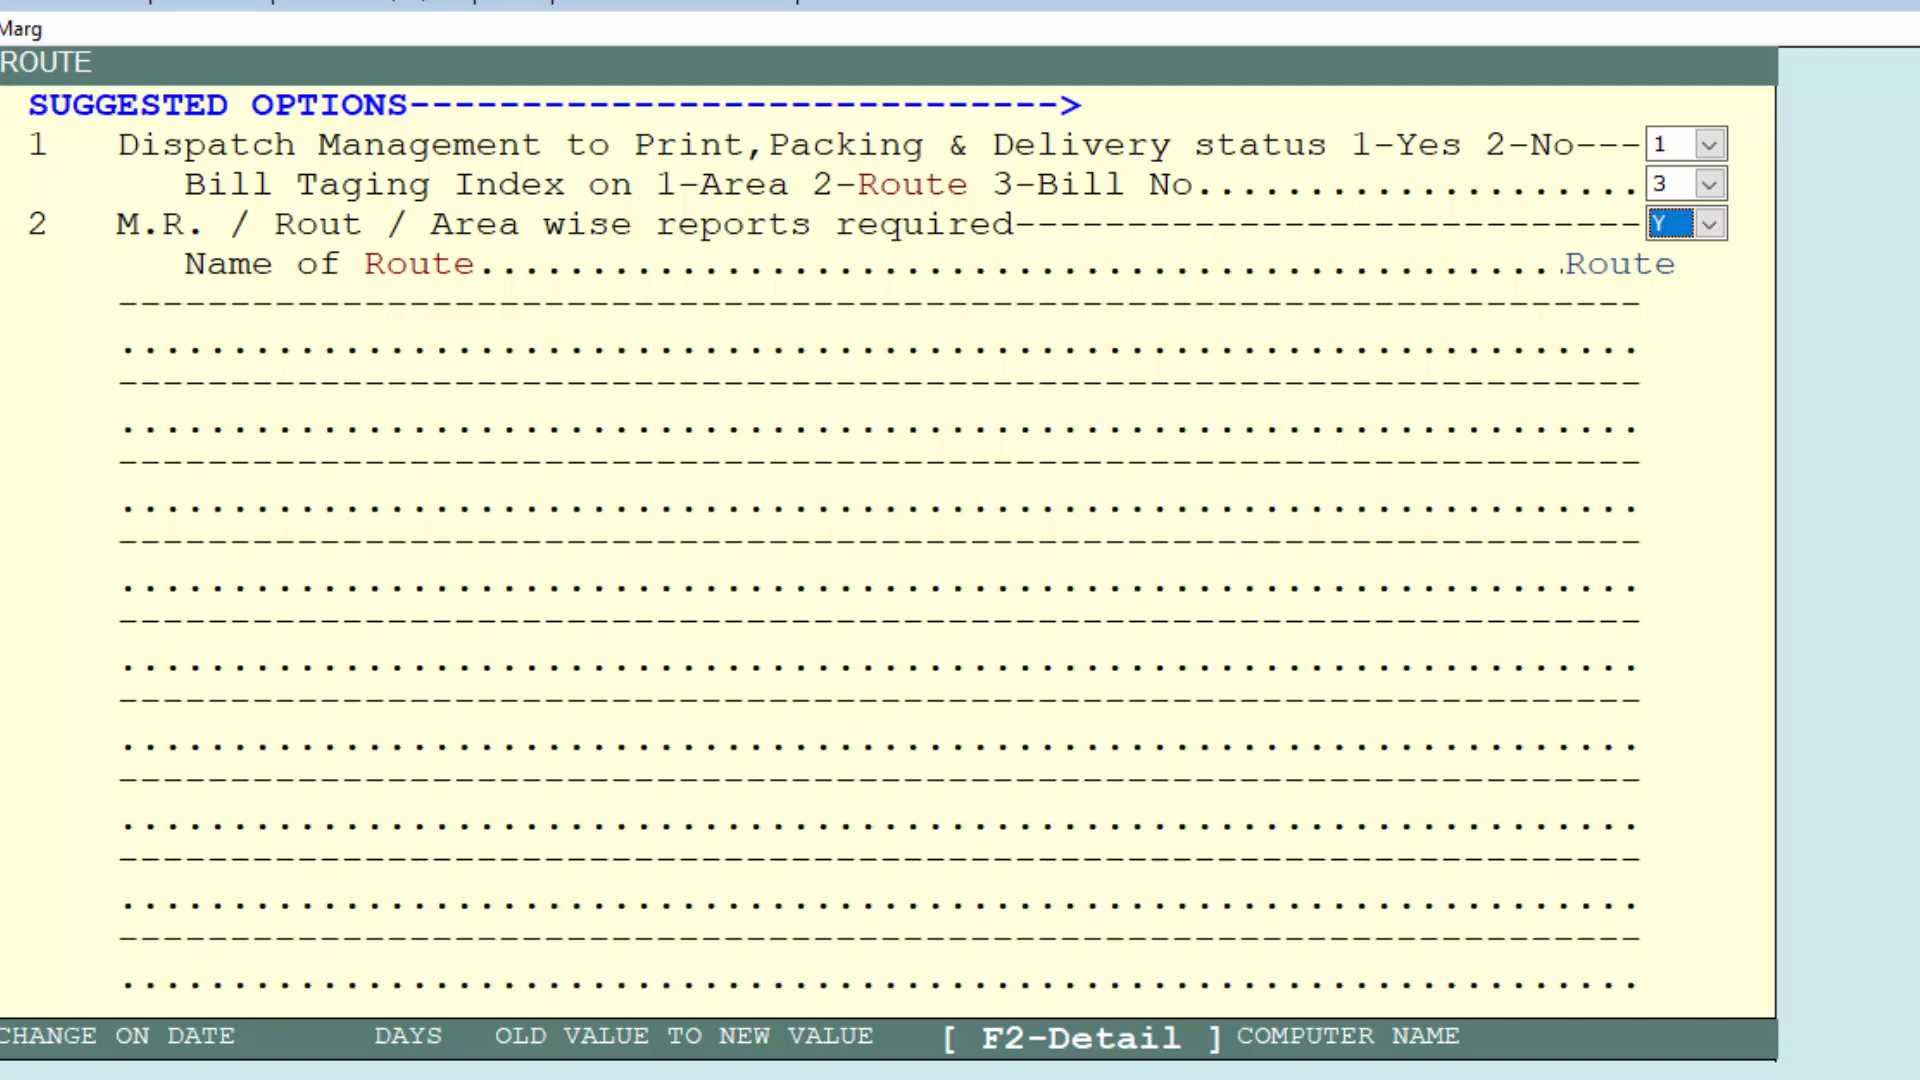 Marg
ROUTE
SUGGESTED OPTIONS----------------------------->
1 Dispatch Management to Print,Packing & Delivery status 1-Yes 2-No--- 1
Bill Taging Index on 1-Area 2-Route 3-Bill No.................... 3
2 M.R. / Rout / Area wise reports required---------------------------- Y
Name of Route.................................................Route
CHANGE ON DATE DAYS OLD VALUE TO NEW VALUE [ F2-Detail ] COMPUTER NAME